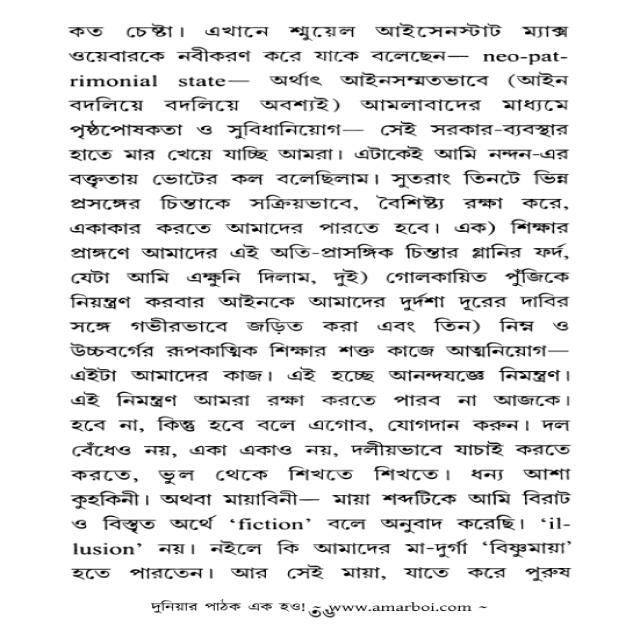 কত চেষ্টা। এখানে শ্মুয়েল আইসেনস্টাট ম্যাক্স
ওয়েবারকে নবীকরণ করে যাকে বলেছেন— neo-pat-
rimonial state— অর্থাৎ আইনসম্মতভাবে (আইন
বদলিয়ে বদলিয়ে অবশ্যই) আমলাবাদের মাধ্যমে
পৃষ্ঠপোষকতা ও সুবিধানিয়োগ— সেই সরকার-ব্যবস্থার
হাতে মার খেয়ে যাচ্ছি আমরা। এটাকেই আমি নন্দন-এর
বক্তৃতায় ভোটের কল বলেছিলাম। সুতরাং তিনটে ভিন্ন
প্রসঙ্গের চিন্তাকে সক্রিয়ভাবে, বৈশিষ্ট্য রক্ষা করে,
একাকার করতে আমাদের পারতে হবে। এক) শিক্ষার
প্রাঙ্গণে আমাদের এই অতি-প্রাসঙ্গিক চিন্তার গ্লানির ফর্দ,
যেটা আমি এক্ষুনি দিলাম, দুই) গোলকায়িত পুঁজিকে
নিয়ন্ত্রণ করবার আইনকে আমাদের দুর্দশা দূরের দাবির
সঙ্গে গভীরভাবে জড়িত করা এবং তিন) নিম্ন ও
উচ্চবর্গের রূপকাত্মিক শিক্ষার শক্ত কাজে আত্মনিয়োগ—
এইটা আমাদের কাজ। এই হচ্ছে আনন্দযজ্ঞে নিমন্ত্রণ।
এই নিমন্ত্রণ আমরা রক্ষা করতে পারব না আজকে।
হবে না, কিন্তু হবে বলে এগোব, যোগদান করুন। দল
বেঁধেও নয়, একা একাও নয়, দলীয়ভাবে যাচাই করতে
করতে, ভুল থেকে শিখতে শিখতে। ধন্য আশা
কুহকিনী। অথবা মায়াবিনী— মায়া শব্দটিকে আমি বিরাট
ও বিস্তৃত অর্থে ‘fiction’ বলে অনুবাদ করেছি। ‘il-
lusion’ নয়। নইলে কি আমাদের মা-দুর্গা ‘বিষ্ণুমায়া’
হতে পারতেন। আর সেই মায়া, যাতে করে পুরুষ
দুনিয়ার পাঠক এক হও! ~ www.amarboi.com ~